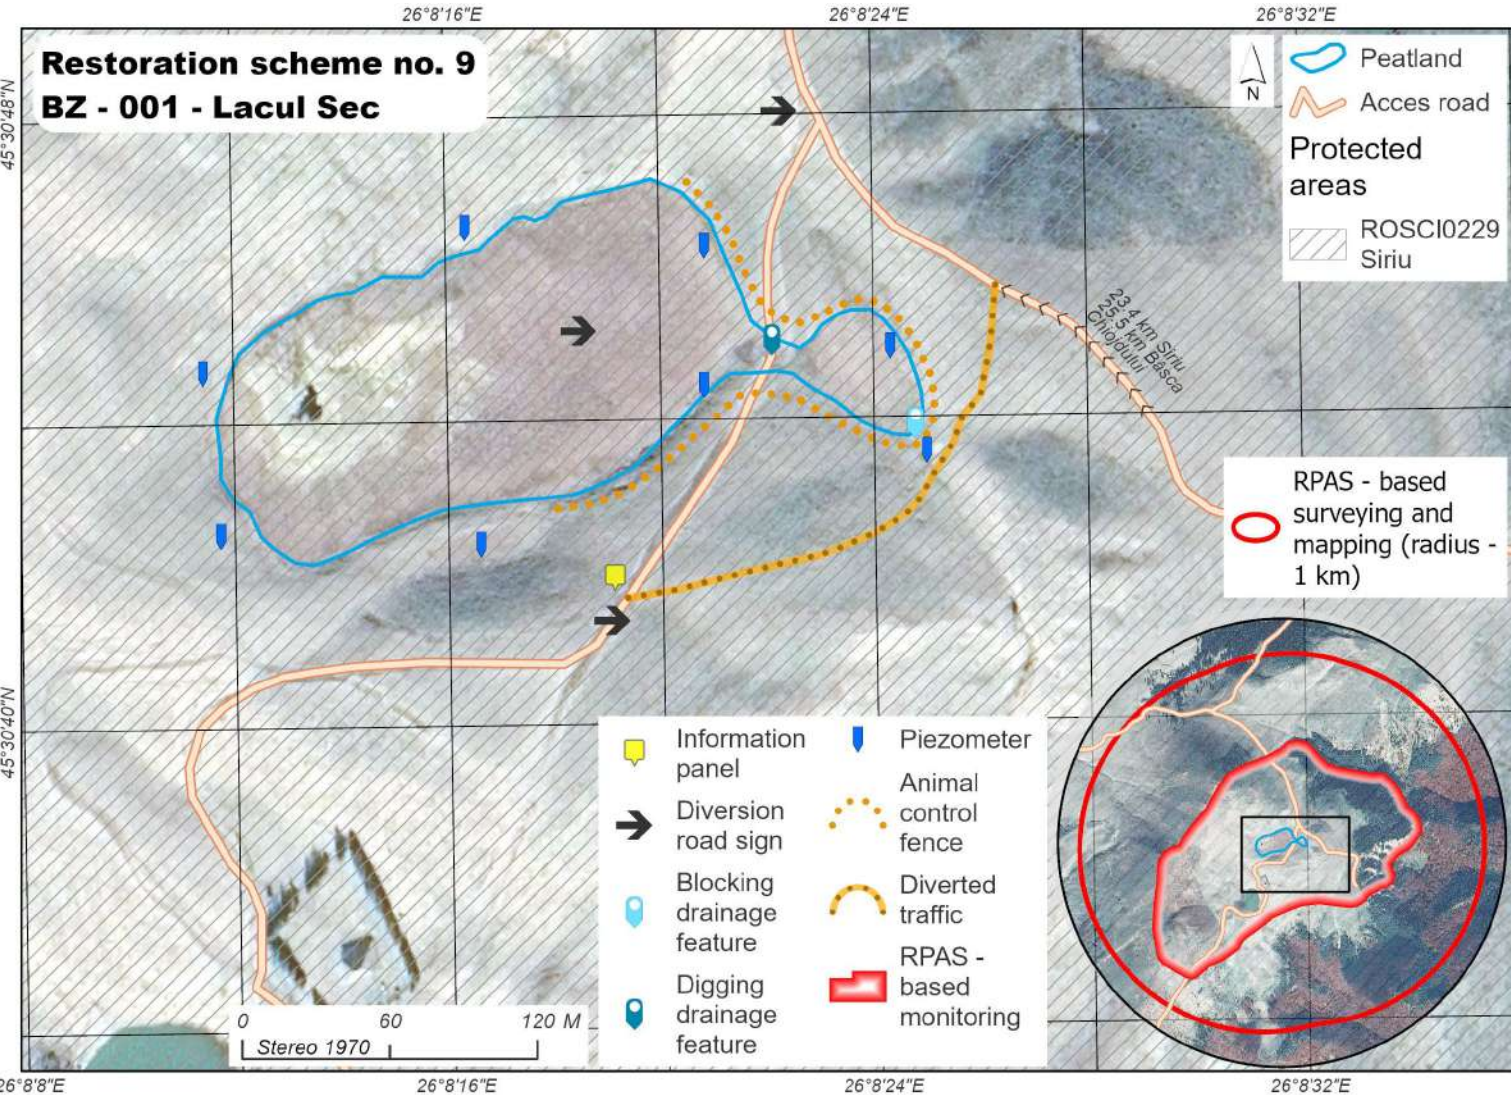 26°8'16"E
26°8'24"E
26°8'32"E
Restoration scheme no. 9
BZ - 001 - Lacul Sec
45°30'48"N
N
Peatland
Acces road
Protected
areas
ROSCI0229
Siriu
23.4 km Siriu
25.5 km Bâsca
Chiojdului
RPAS - based
surveying and
mapping (radius -
1 km)
45°30'40"N
Information
panel
Diversion
road sign
Blocking
drainage
feature
Digging
drainage
feature
Piezometer
Animal
control
fence
Diverted
traffic
RPAS -
based
monitoring
0 60 120 M
Stereo 1970
26°8'8"E
26°8'16"E
26°8'24"E
26°8'32"E